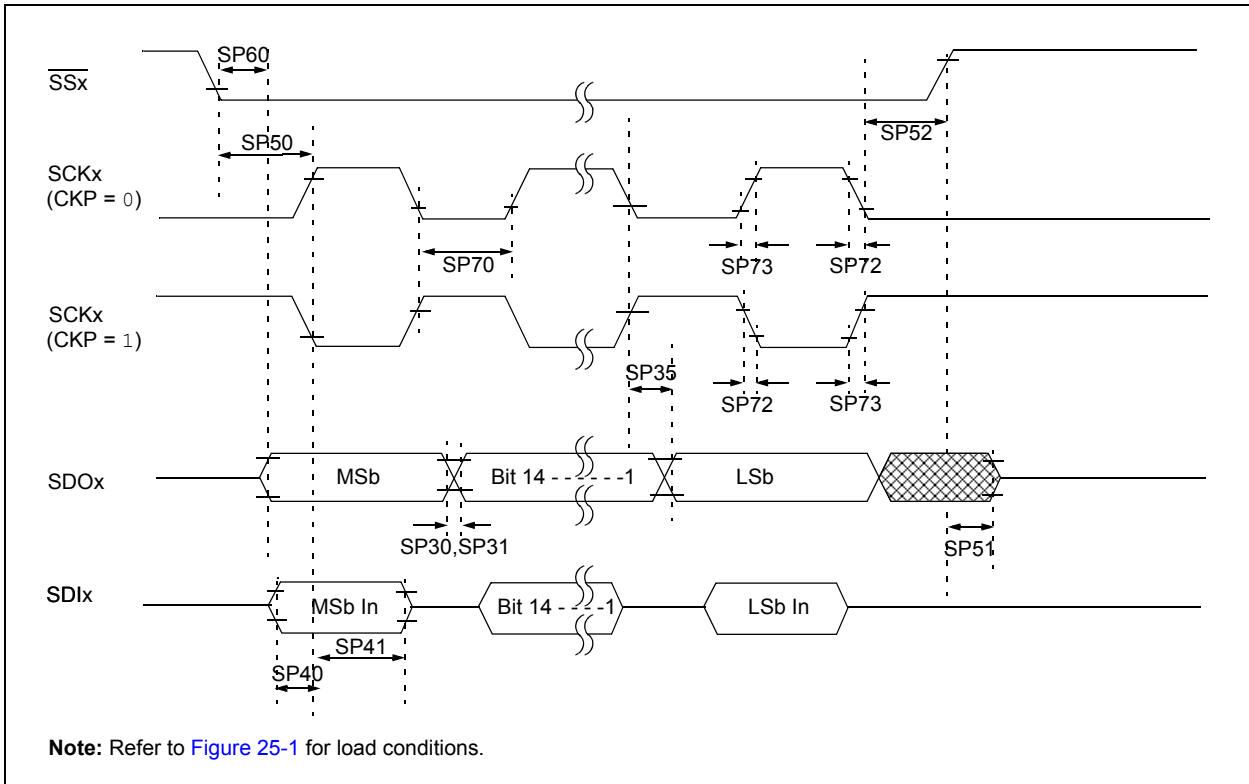 SP60
SSx
SP50
SP52
SCKx
(CKP = 0)
SP70
SP73
SP72
SCKx
(CKP = 1)
SP35
SP72
SP73
SDOx
MSb
Bit 14 - - - - - -1
LSb
SP30,SP31
SP51
SDIx
MSb In
Bit 14 - - - -1
LSb In
SP41
SP40
Note: Refer to Figure 25-1 for load conditions.